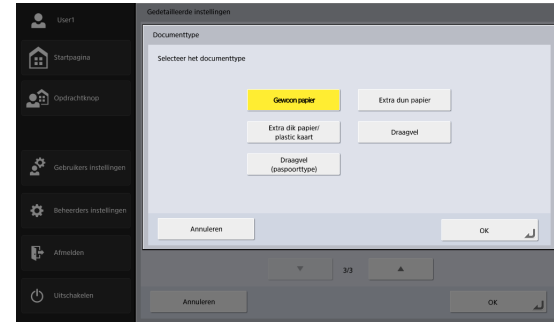 User1
Startpagina
Opdrachtknop
Gebruikers instellingen
Beheerders instellingen
Afmelden
Uitschakelen
Gedetailleerde instellingen
Documenttype
Selecteer het documenttype
Gewoon papier
Extra dun papier
Extra dik papier/
plastic kaart
Draagvel
Draagvel
(paspoorttype)
Annuleren
OK
3/3
Annuleren
OK